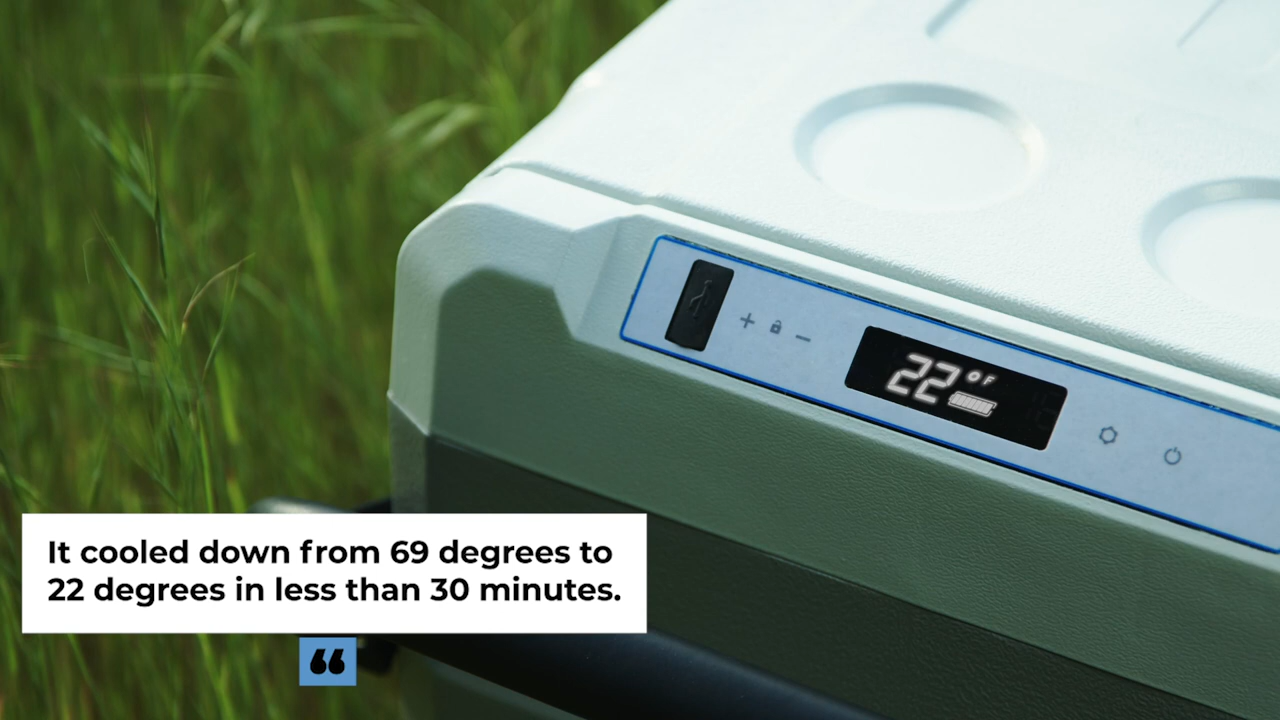 22°F
It cooled down from 69 degrees to
22 degrees in less than 30 minutes.
“